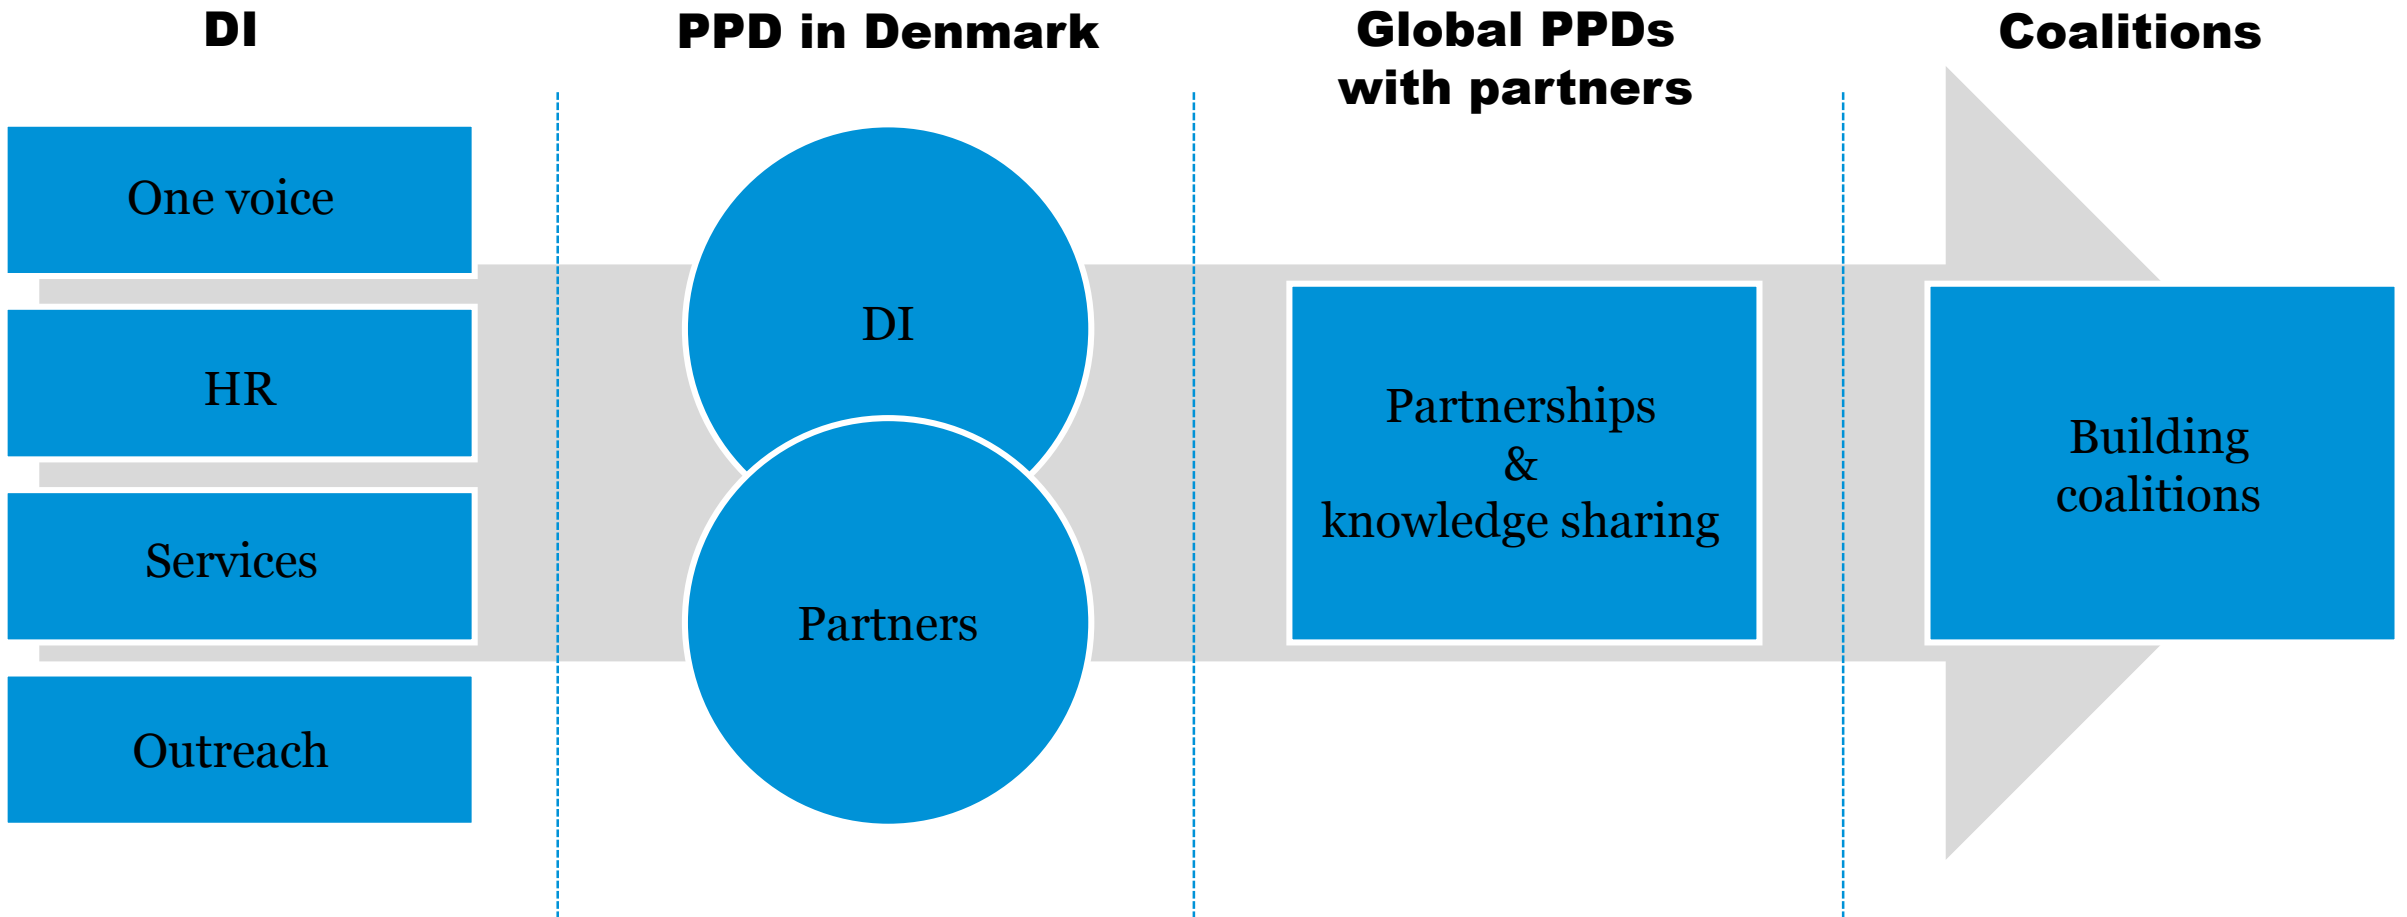 DI
One voice
HR
Services
Outreach
PPD in Denmark
DI
Partners
Global PPDs
with partners
Partnerships
&
knowledge sharing
Coalitions
Building
coalitions